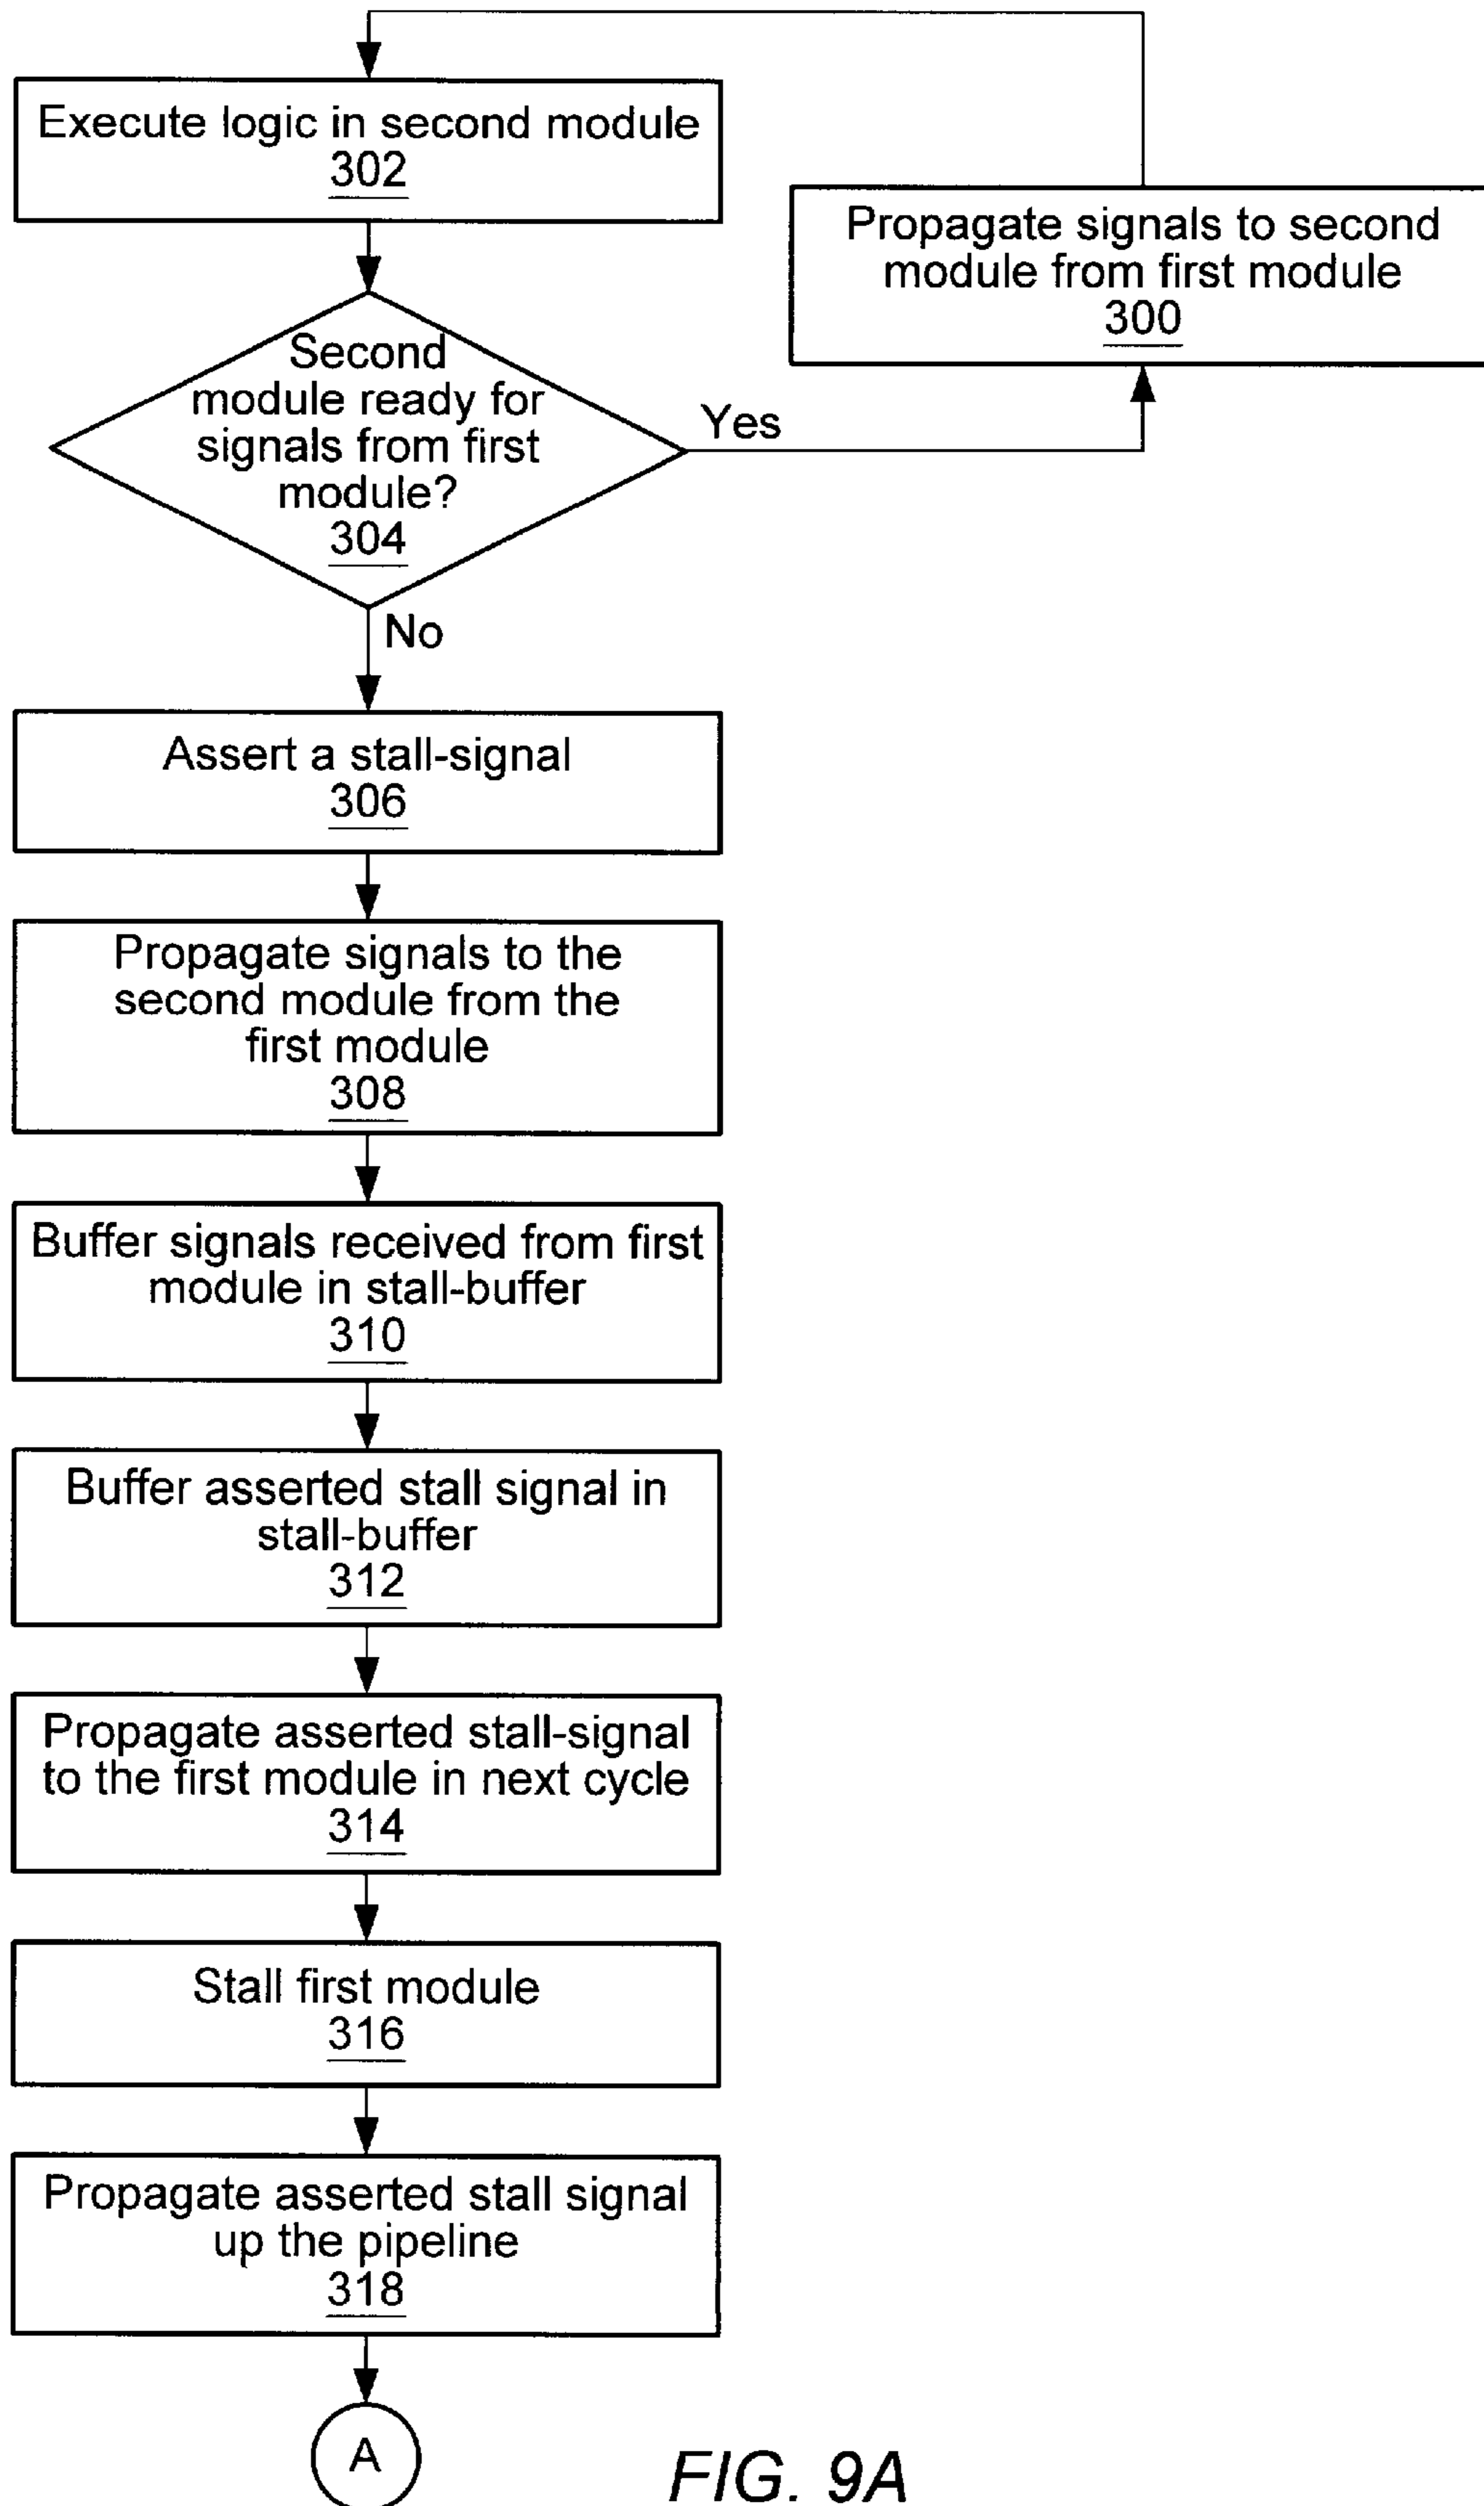 Execute logic in second module
302
Propagate signals to second
module from first module
300
Second
module ready for
signals from first
module?
304
Yes
No
Assert a stall-signal
306
Propagate signals to the
second module from the
first module
308
Buffer signals received from first
module in stall-buffer
310
Buffer asserted stall signal in
stall-buffer
312
Propagate asserted stall-signal
to the first module in next cycle
314
Stall first module
316
Propagate asserted stall signal
up the pipeline
318
A
FIG. 9A